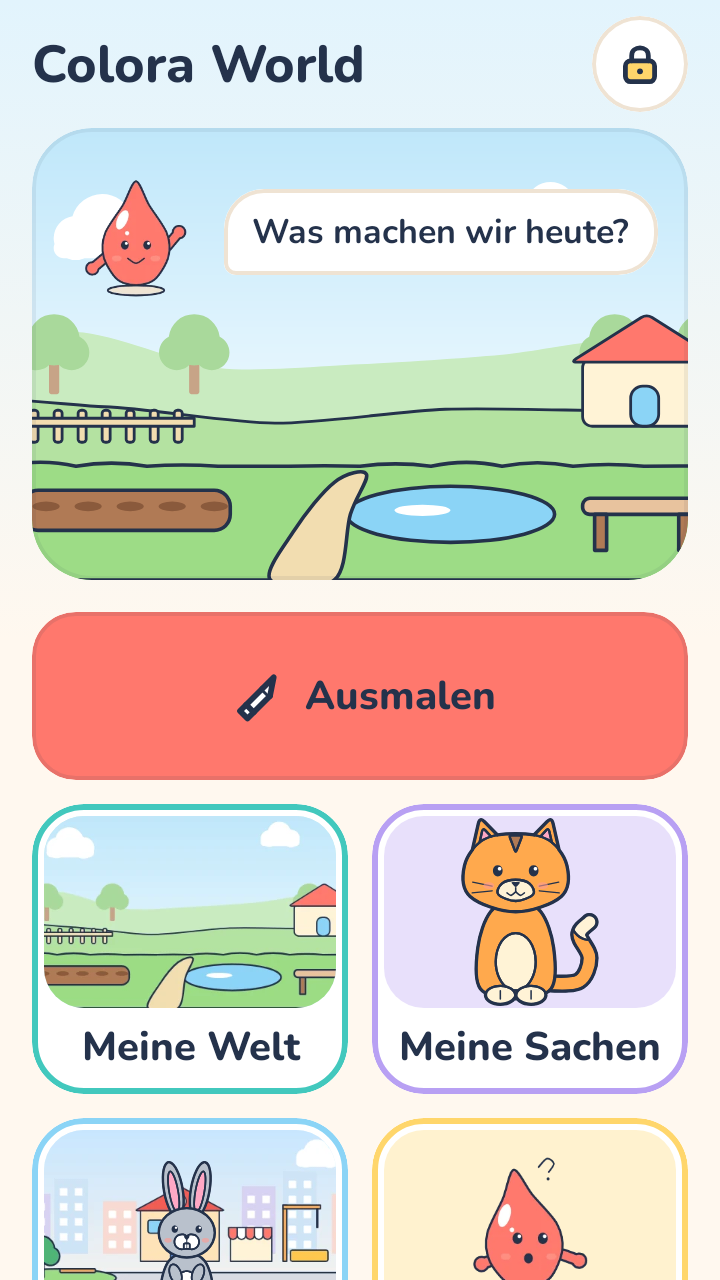 Colora World
Was machen wir heute?
Ausmalen
Meine Welt
Meine Sachen
?